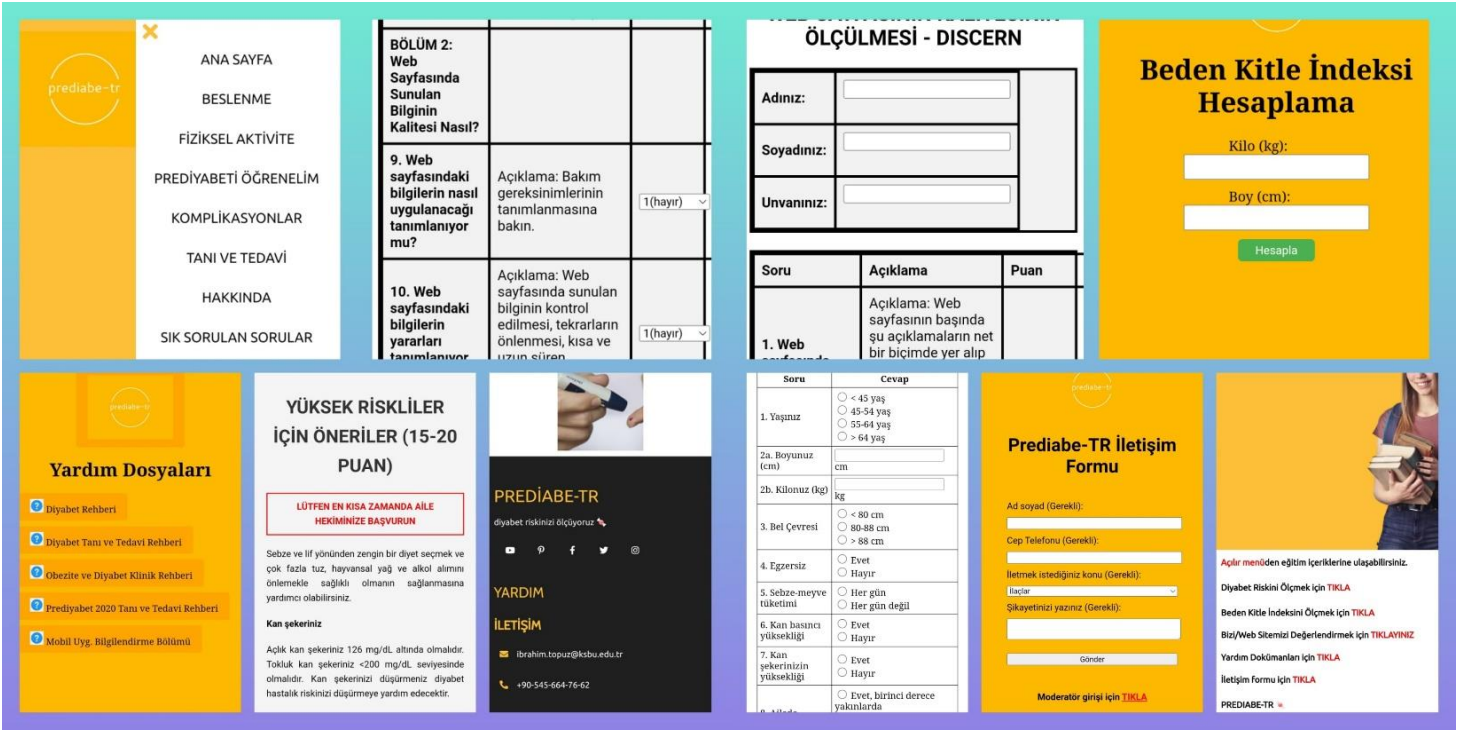 prediabe-tr
ANA SAYFA
BESLENME
FİZİKSEL AKTİVİTE
PREDİYABETİ ÖĞRENELİM
KOMPLİKASYONLAR
TANI VE TEDAVİ
HAKKINDA
SIK SORULAN SORULAR
BÖLÜM 2:
Web
Sayfasında
Sunulan
Bilginin
Kalitesi Nasıl?
9. Web
sayfasındaki
bilgilerin nasıl
uygulanacağı
tanımlanıyor
mu?
Açıklama: Bakım
gereksinimlerinin
tanımlanmasına
bakın.
1(hayır)
10. Web
sayfasındaki
bilgilerin
yararları
tanımlanıyor
Açıklama: Web
sayfasında sunulan
bilginin kontrol
edilmesi, tekrarların
önlenmesi, kısa ve
uzun süren
1(hayır)
WEB SAYFASININ KALİTESİNİN
ÖLÇÜLMESİ - DISCERN
Adınız:
Soyadınız:
Unvanınız:
Soru
Açıklama
Puan
1. Web
sayfasında
Açıklama: Web
sayfasının başında
şu açıklamaların net
bir biçimde yer alıp
Beden Kitle İndeksi
Hesaplama
Kilo (kg):
Boy (cm):
Hesapla
prediabe-tr
Yardım Dosyaları
Diyabet Rehberi
Diyabet Tanı ve Tedavi Rehberi
Obezite ve Diyabet Klinik Rehberi
Prediyabet 2020 Tanı ve Tedavi Rehberi
Mobil Uyg. Bilgilendirme Bölümü
YÜKSEK RİSKLİLER
İÇİN ÖNERİLER (15-20
PUAN)
LÜTFEN EN KISA ZAMANDA AİLE
HEKİMİNİZE BAŞVURUN
Sebze ve lif yönünden zengin bir diyet seçmek ve
çok fazla tuz, hayvansal yağ ve alkol alımını
önlemekle sağlıklı olmanın sağlanmasına
yardımcı olabilirsiniz.
Kan şekeriniz
Açlık kan şekeriniz 126 mg/dL altında olmalıdır.
Tokluk kan şekeriniz <200 mg/dL seviyesinde
olmalıdır. Kan şekerinizi düşürmeniz diyabet
hastalık riskinizi düşürmeye yardım edecektir.
PREDİABE-TR
diyabet riskinizi ölçüyoruz
YARDIM
İLETİŞİM
ibrahim.topuz@ksbu.edu.tr
+90-545-664-76-62
Soru
Cevap
1. Yaşınız
< 45 yaş
45-54 yaş
55-64 yaş
> 64 yaş
2a. Boyunuz
(cm)
cm
2b. Kilonuz (kg)
kg
3. Bel Çevresi
< 80 cm
80-88 cm
> 88 cm
4. Egzersiz
Evet
Hayır
5. Sebze-meyve
tüketimi
Her gün
Her gün değil
6. Kan basıncı
yüksekliği
Evet
Hayır
7. Kan
şekerinizin
yüksekliği
Evet
Hayır
8. Ailede
Evet, birinci derece
yakınlarda
prediabe-tr
Prediabe-TR İletişim
Formu
Ad soyad (Gerekli):
Cep Telefonu (Gerekli):
İletmek istediğiniz konu (Gerekli):
İlaçlar
Şikayetinizi yazınız (Gerekli):
Gönder
Moderatör girişi için TIKLA
Açılır menüden eğitim içeriklerine ulaşabilirsiniz.
Diyabet Riskini Ölçmek için TIKLA
Beden Kitle İndeksini Ölçmek için TIKLA
Bizi/Web Sitemizi Değerlendirmek için TIKLAYINIZ
Yardım Dokümanları için TIKLA
İletişim formu için TIKLA
PREDIABE-TR